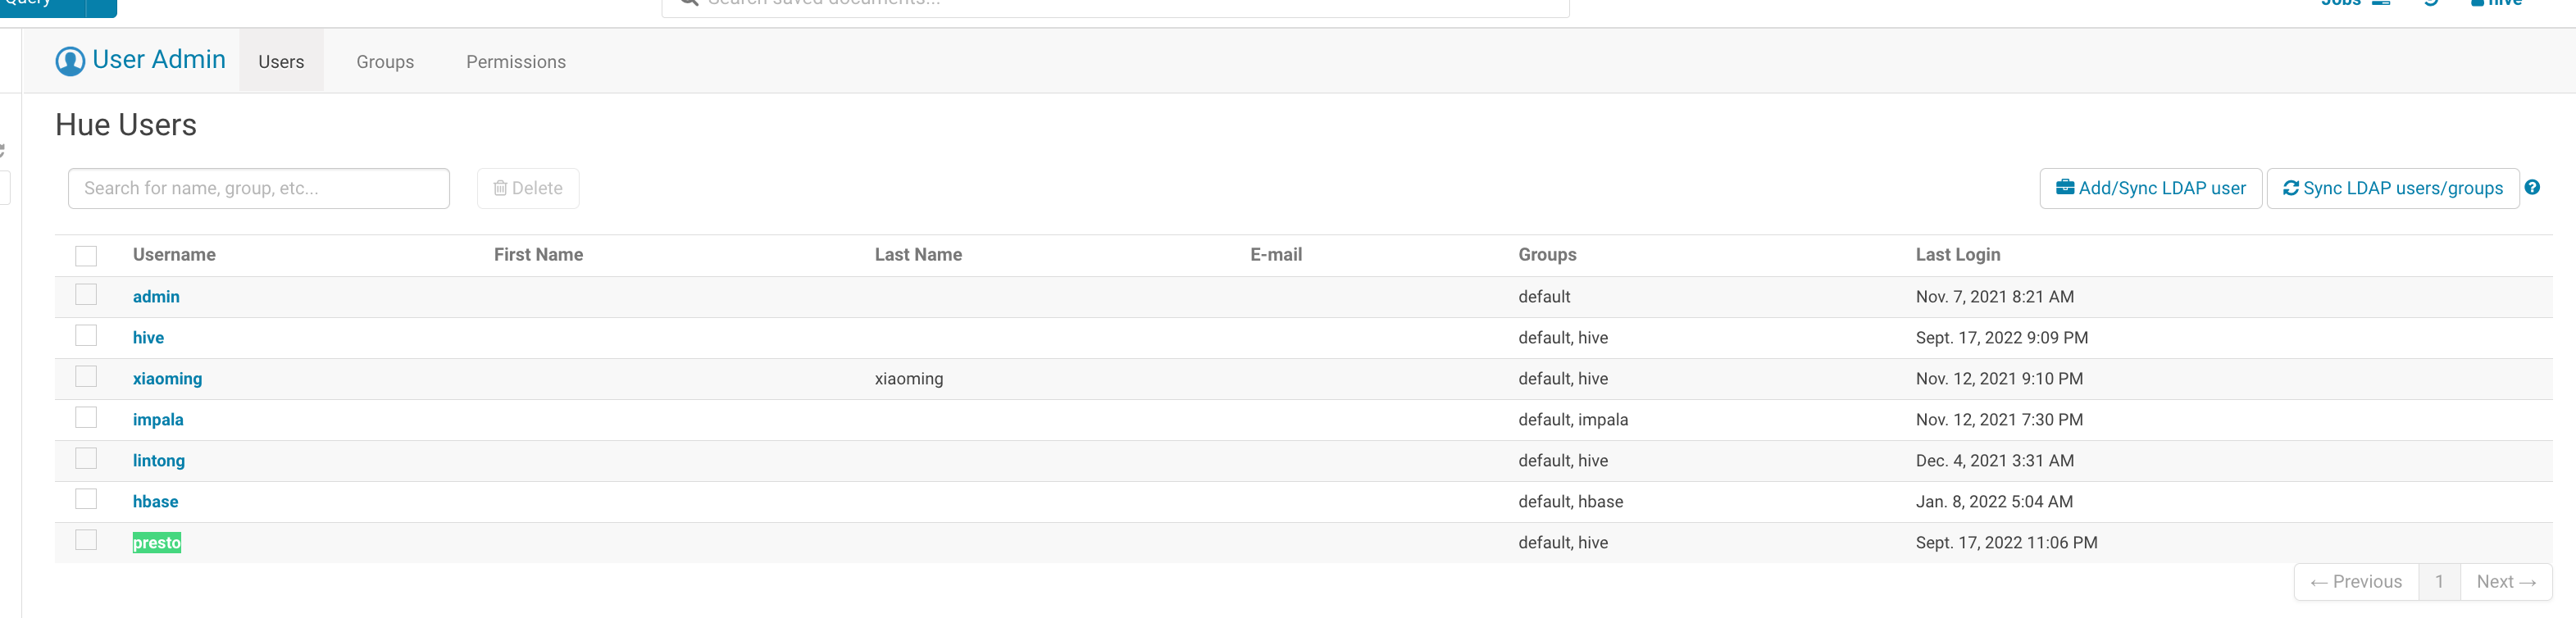 Query
Search saved documents...
Jobs
hive
User Admin Users Groups Permissions
Hue Users
Search for name, group, etc... Delete Add/Sync LDAP user Sync LDAP users/groups ?
Username First Name Last Name E-mail Groups Last Login
admin default Nov. 7, 2021 8:21 AM
hive default, hive Sept. 17, 2022 9:09 PM
xiaoming xiaoming default, hive Nov. 12, 2021 9:10 PM
impala default, impala Nov. 12, 2021 7:30 PM
lintong default, hive Dec. 4, 2021 3:31 AM
hbase default, hbase Jan. 8, 2022 5:04 AM
presto default, hive Sept. 17, 2022 11:06 PM
← Previous 1 Next →